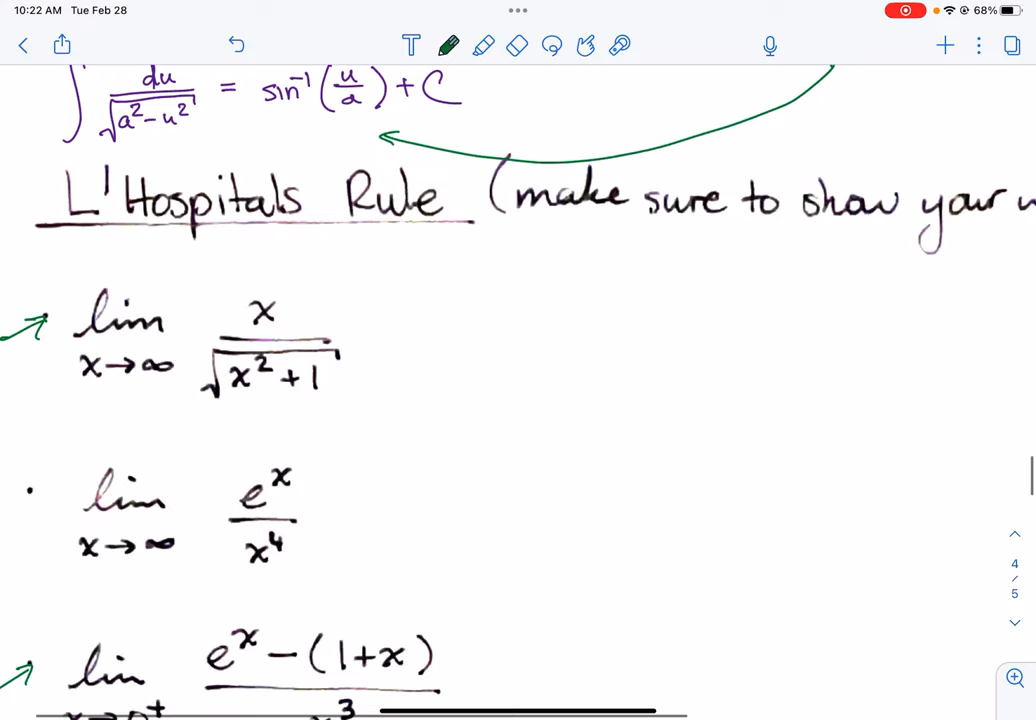 10:22 AM Tue Feb 28
68%
T
∫ du/√(a² - u²) = sin⁻¹(u/a) + C
L'Hospitals Rule (make sure to show your
lim x→∞ x/√(x² + 1)
4
/
5
lim x→∞ eˣ/x⁴
lim eˣ - (1+x)
3